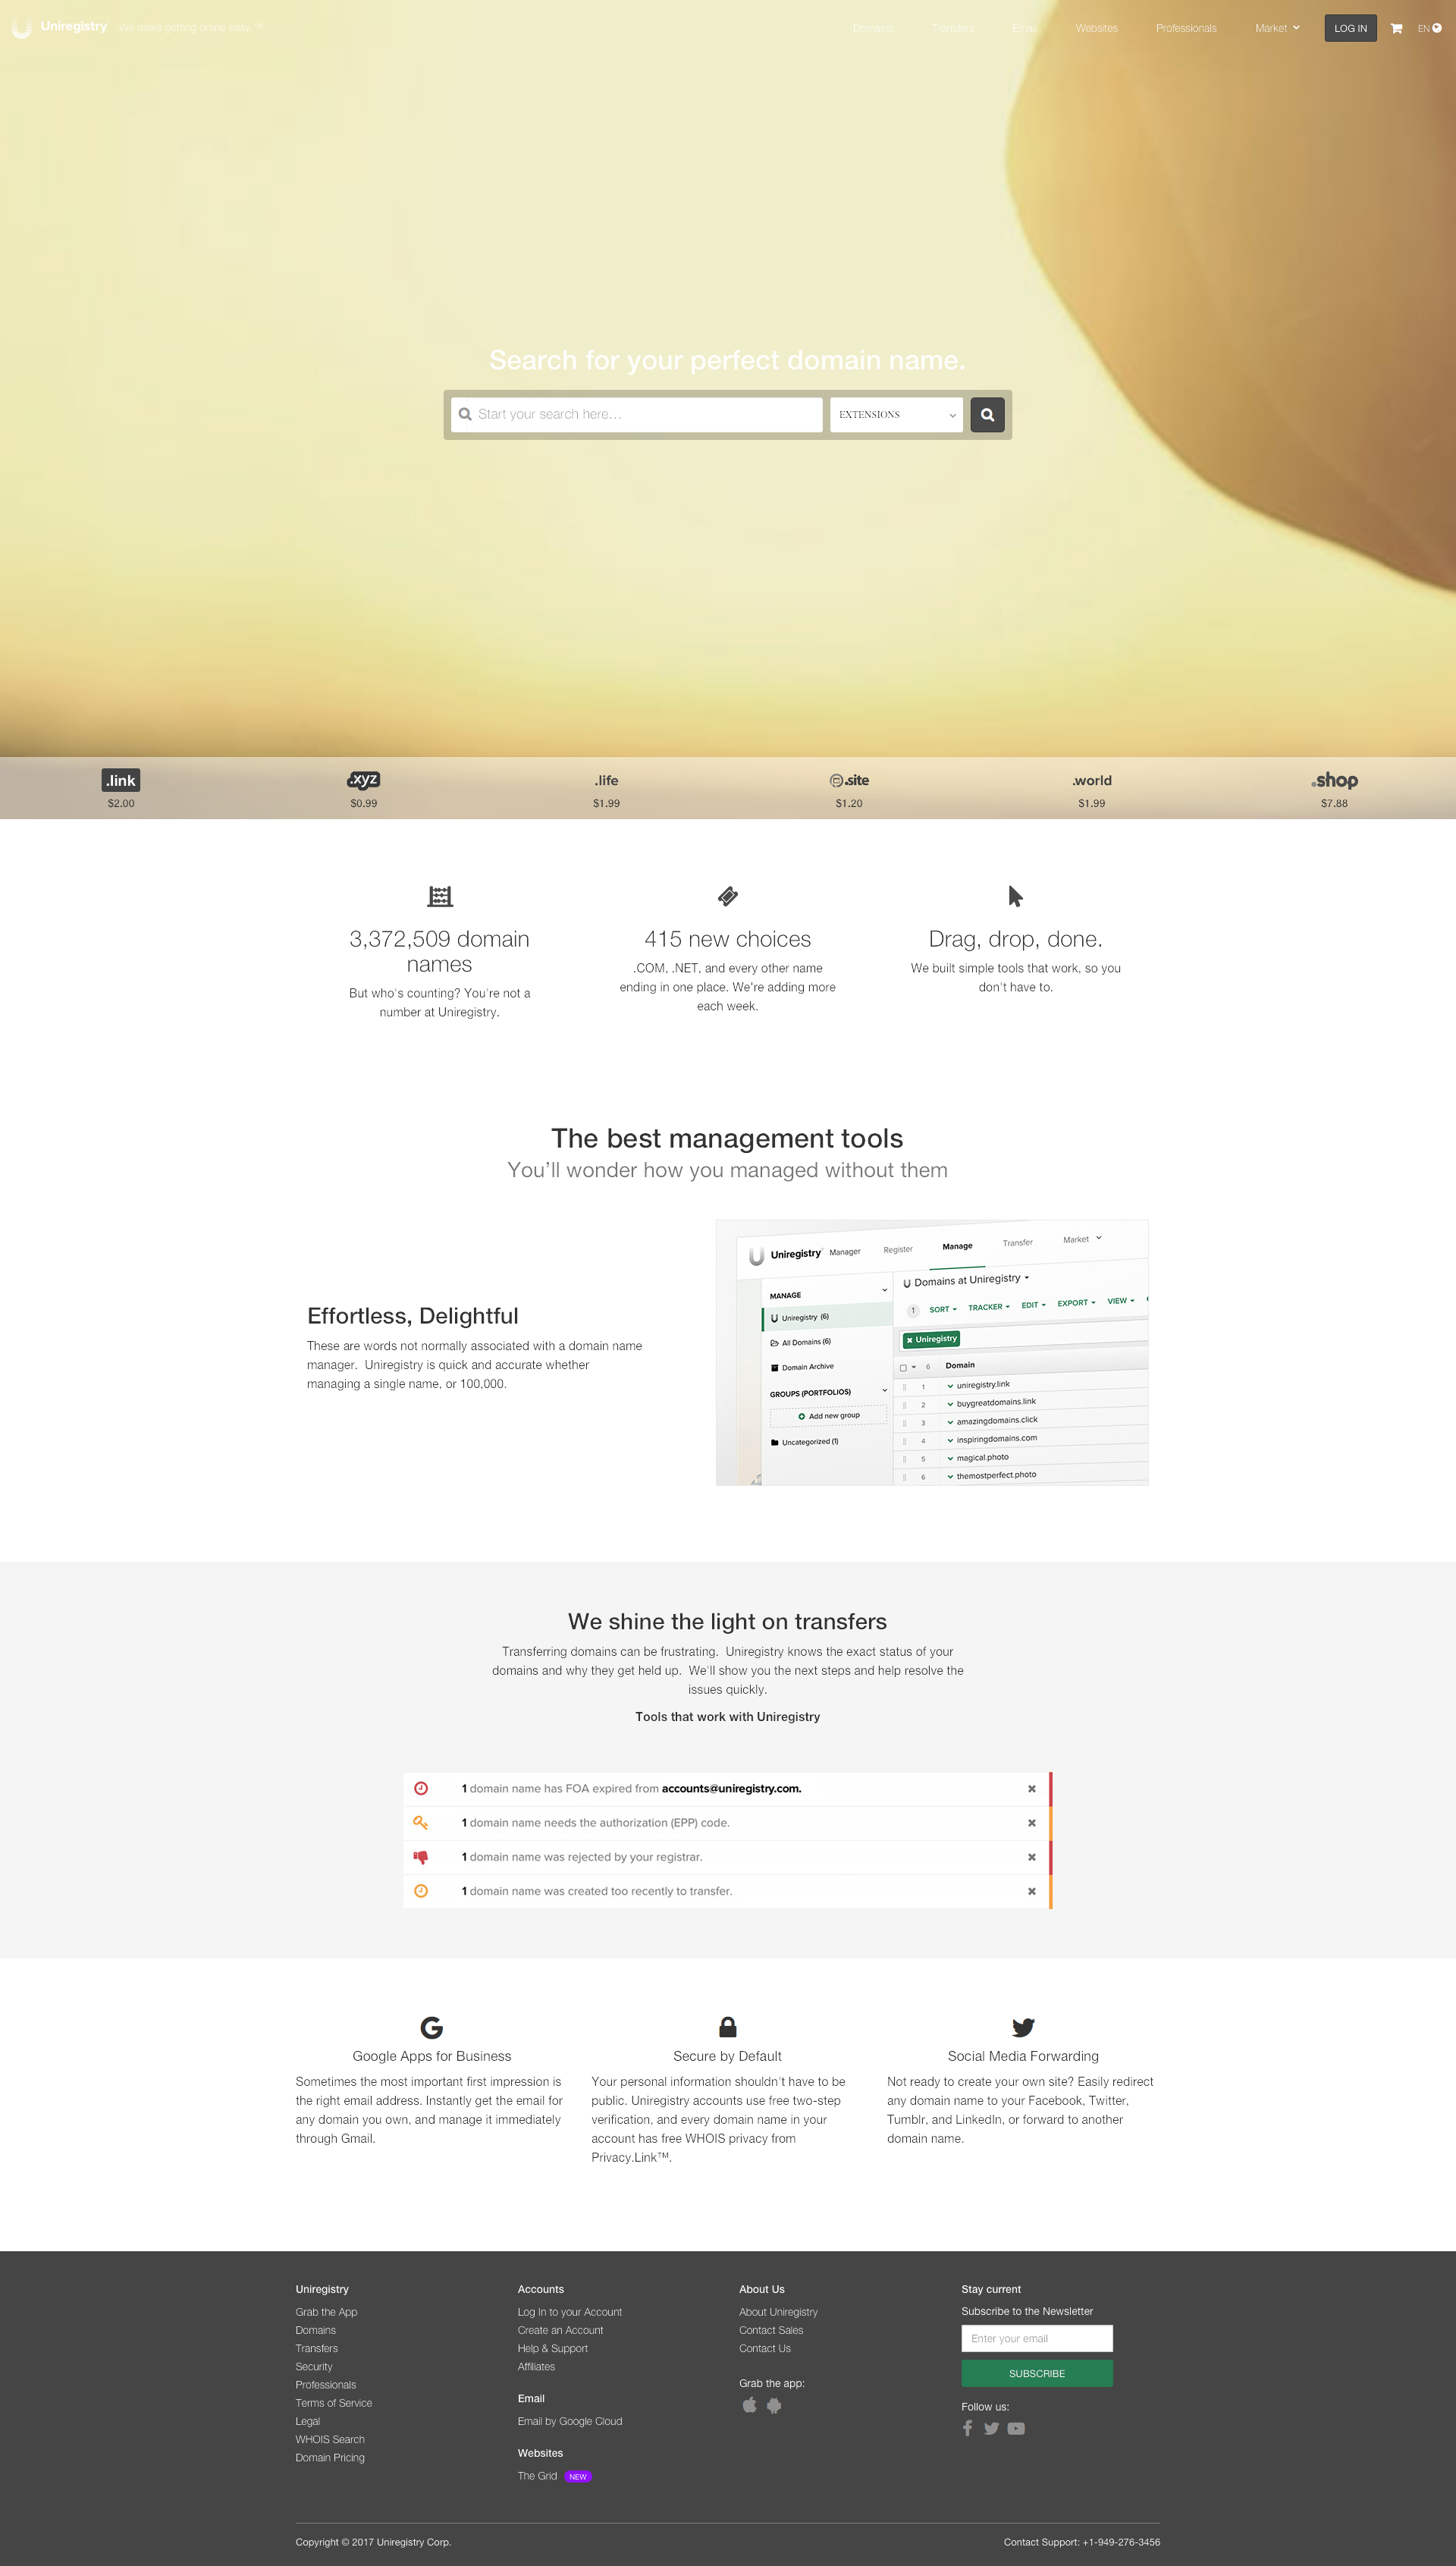 Uniregistry We make getting online easy.™
Domains Transfers Email Websites Professionals Market LOG IN EN
Search for your perfect domain name.
Start your search here... EXTENSIONS
.link .xyz .life .site .world .shop
$2.00 $0.99 $1.99 $1.20 $1.99 $7.88
3,372,509 domain
names
But who's counting? You're not a
number at Uniregistry.
415 new choices
.COM, .NET, and every other name
ending in one place. We're adding more
each week.
Drag, drop, done.
We built simple tools that work, so you
don't have to.
The best management tools
You'll wonder how you managed without them
Effortless, Delightful
These are words not normally associated with a domain name
manager.  Uniregistry is quick and accurate whether
managing a single name, or 100,000.
Uniregistry Manager Register Manage Transfer Market
MANAGE
Uniregistry (6)
All Domains (6)
Domain Archive
GROUPS (PORTFOLIOS)
Add new group
Uncategorized (1)
Domains at Uniregistry
1 SORT TRACKER EDIT EXPORT VIEW
Uniregistry
6 Domain
1 uniregistry.link
2 buygreatdomains.link
3 amazingdomains.click
4 inspiringdomains.com
5 magical.photo
6 themostperfect.photo
We shine the light on transfers
Transferring domains can be frustrating.  Uniregistry knows the exact status of your
domains and why they get held up.  We'll show you the next steps and help resolve the
issues quickly.
Tools that work with Uniregistry
1 domain name has FOA expired from accounts@uniregistry.com.
1 domain name needs the authorization (EPP) code.
1 domain name was rejected by your registrar.
1 domain name was created too recently to transfer.
Google Apps for Business
Sometimes the most important first impression is
the right email address. Instantly get the email for
any domain you own, and manage it immediately
through Gmail.
Secure by Default
Your personal information shouldn't have to be
public. Uniregistry accounts use free two-step
verification, and every domain name in your
account has free WHOIS privacy from
Privacy.Link™.
Social Media Forwarding
Not ready to create your own site? Easily redirect
any domain name to your Facebook, Twitter,
Tumblr, and LinkedIn, or forward to another
domain name.
Uniregistry
Grab the App
Domains
Transfers
Security
Professionals
Terms of Service
Legal
WHOIS Search
Domain Pricing
Accounts
Log In to your Account
Create an Account
Help & Support
Affiliates
Email
Email by Google Cloud
Websites
The Grid NEW
About Us
About Uniregistry
Contact Sales
Contact Us
Grab the app:
Stay current
Subscribe to the Newsletter
Enter your email
SUBSCRIBE
Follow us:
Copyright © 2017 Uniregistry Corp.
Contact Support: +1-949-276-3456